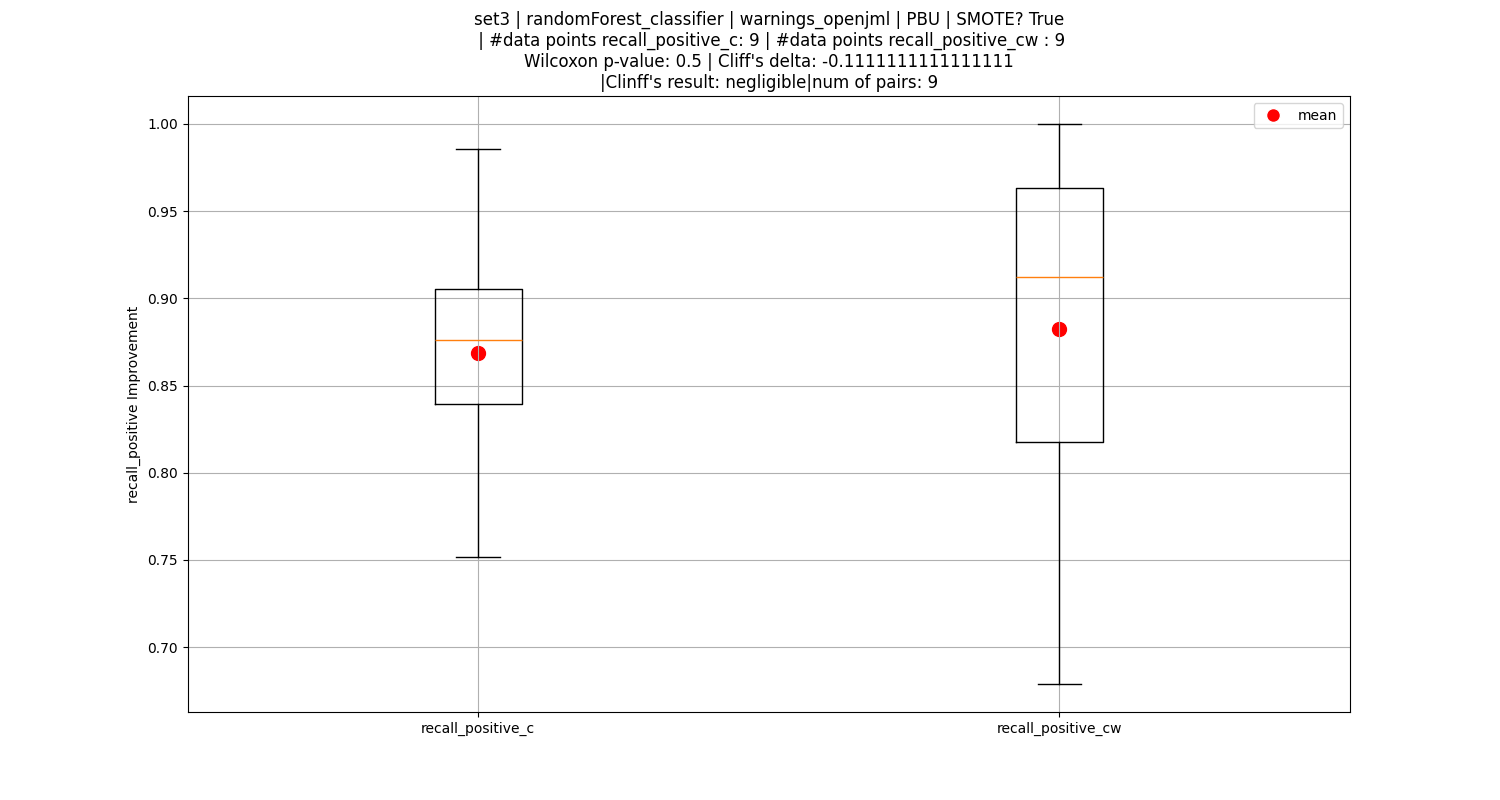 set3 | randomForest_classifier | warnings_openjml | PBU | SMOTE? True
| #data points recall_positive_c: 9 | #data points recall_positive_cw : 9
Wilcoxon p-value: 0.5 | Cliff's delta: -0.1111111111111111
|Clinff's result: negligible|num of pairs: 9
mean
1.00
0.95
0.90
0.85
0.80
0.75
0.70
recall_positive Improvement
recall_positive_c
recall_positive_cw